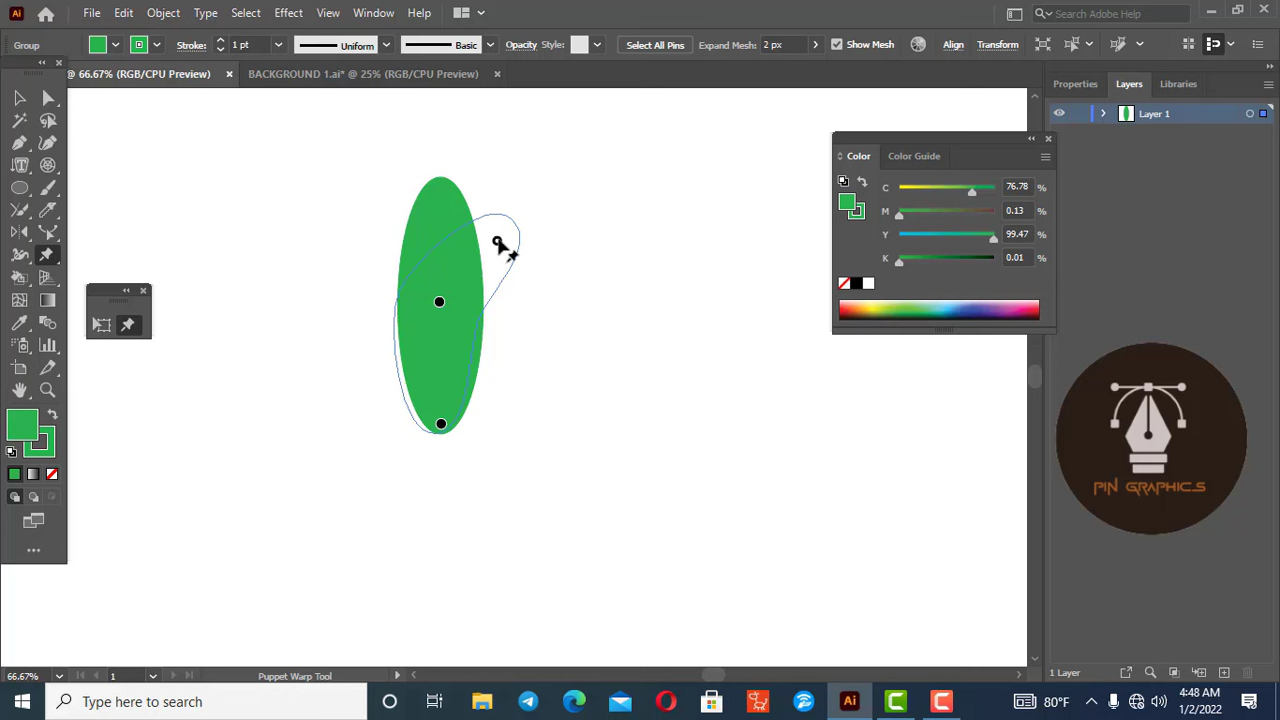 Ai File Edit Object Type Select Effect View Window Help Search Adobe Help
Group Stroke: 1 pt Uniform Basic Opacity Style: Select All Pins Expand Mesh: 2 px Show Mesh Align Transform
@ 66.67% (RGB/CPU Preview) BACKGROUND 1.ai* @ 25% (RGB/CPU Preview)
Properties Layers Libraries
Layer 1
Color Color Guide
C 76.78 %
M 0.13 %
Y 99.47 %
K 0.01 %
PIN GRAPHICS
66.67% 1 Puppet Warp Tool 1 Layer
Type here to search Ai 80°F 4:48 AM
1/2/2022